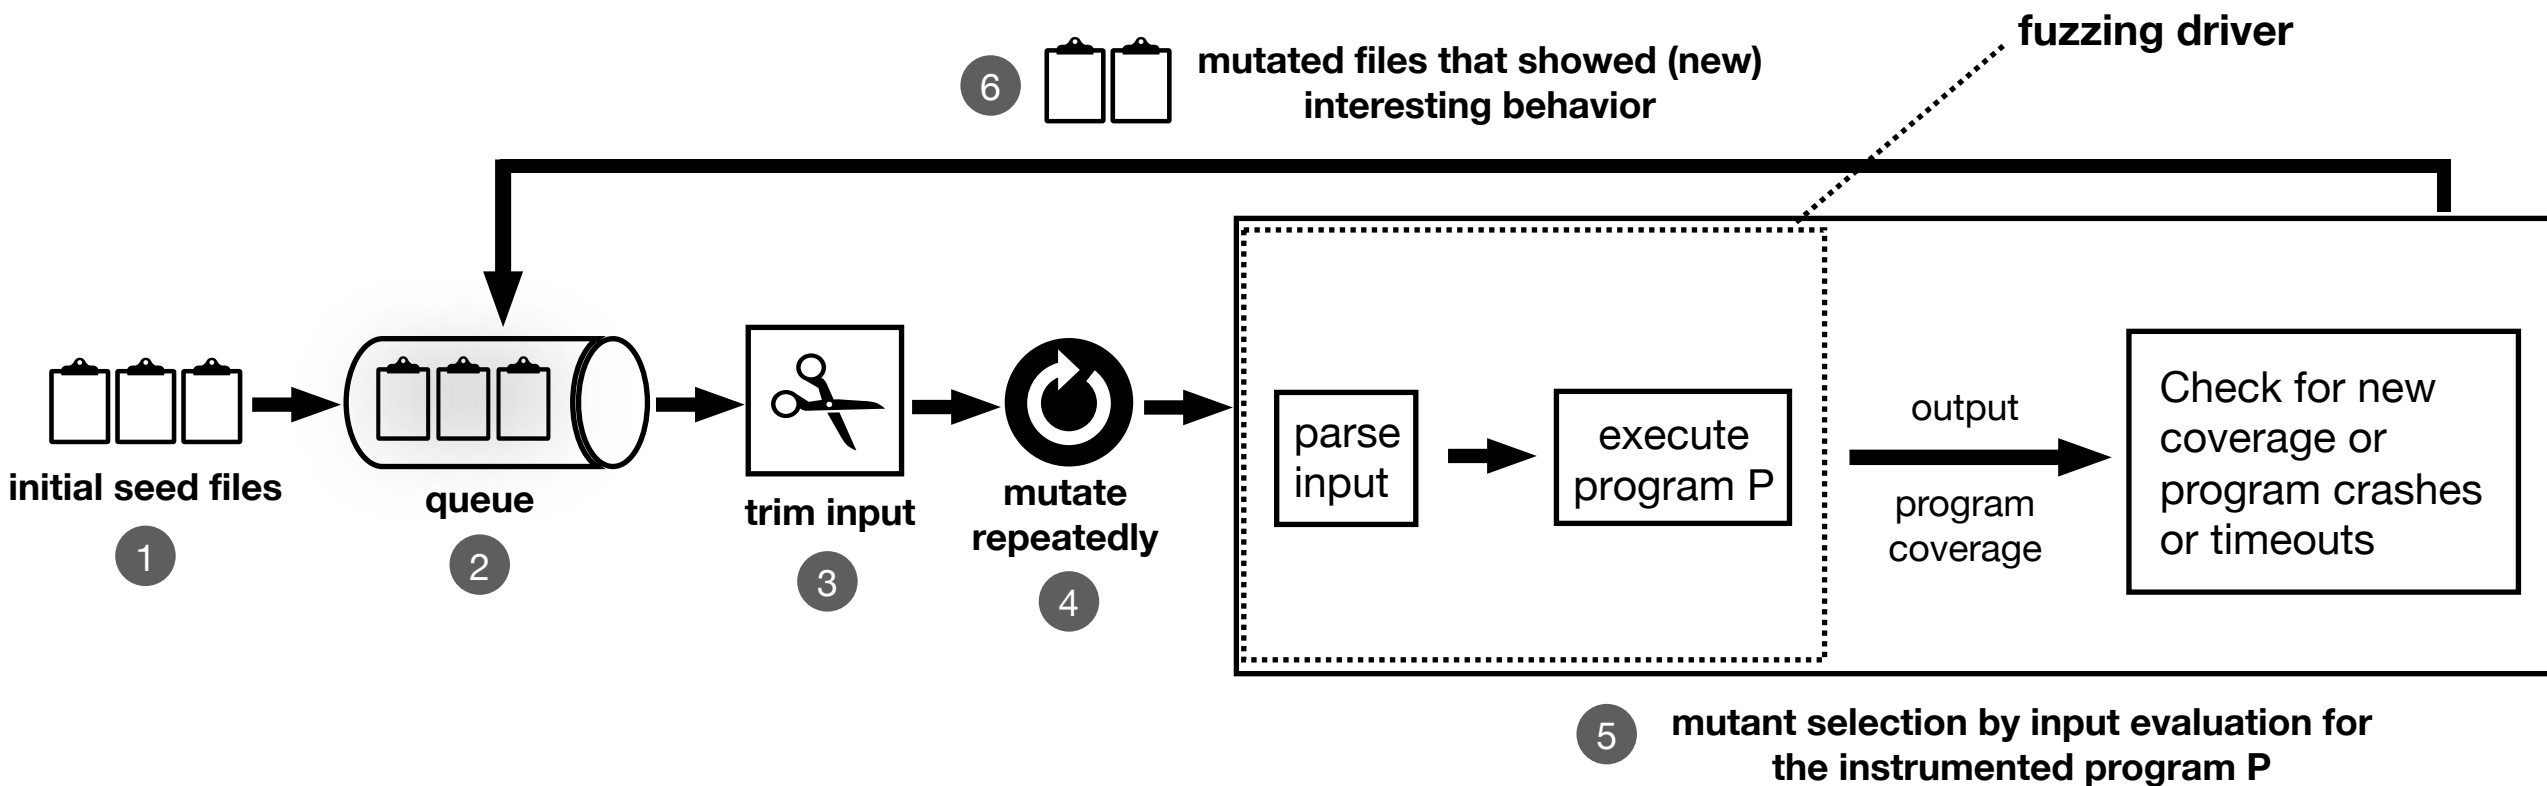 fuzzing driver
6
mutated files that showed (new)
interesting behavior
initial seed files
1
queue
2
trim input
3
mutate
repeatedly
4
parse
input
execute
program P
output
program
coverage
Check for new
coverage or
program crashes
or timeouts
5
mutant selection by input evaluation for
the instrumented program P